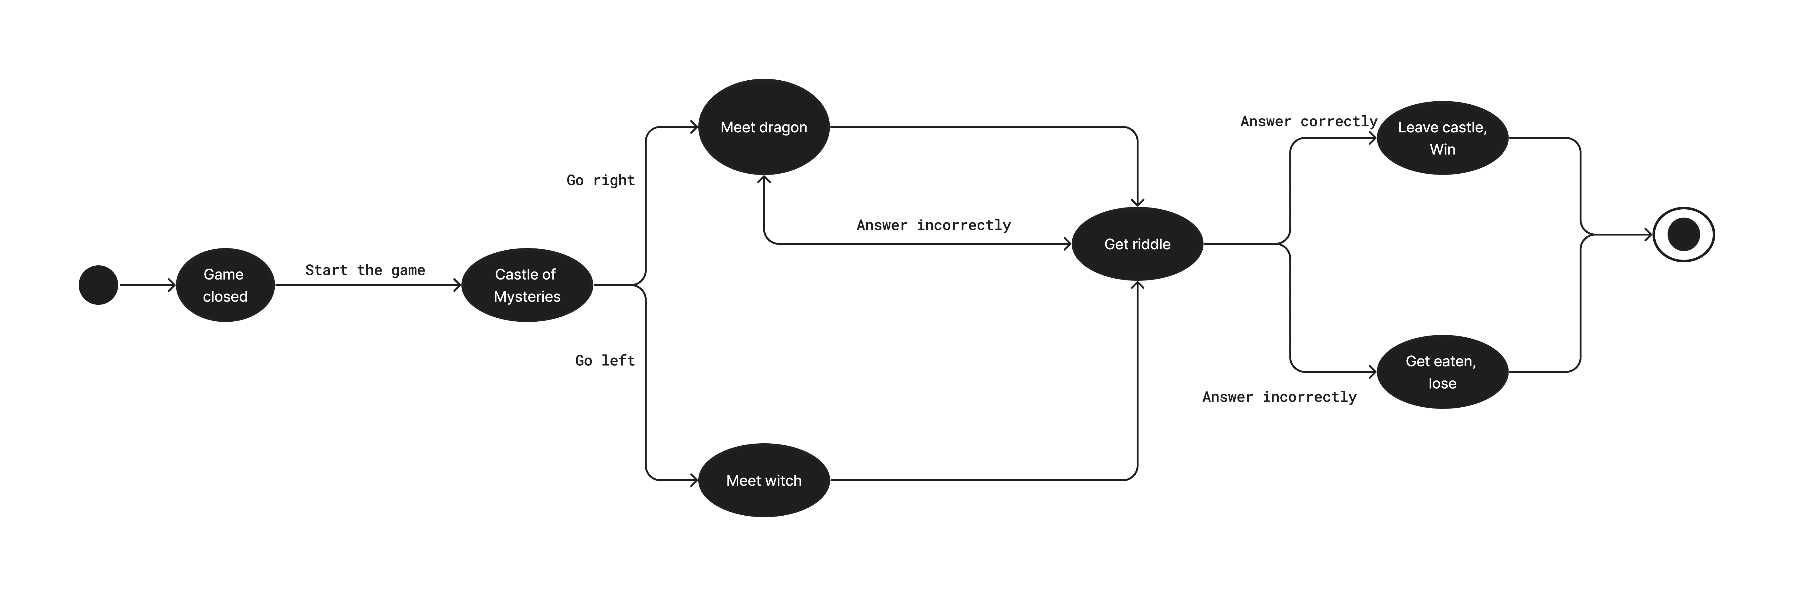 Game
closed
Start the game
Castle of
Mysteries
Go right
Go left
Meet dragon
Meet witch
Answer incorrectly
Get riddle
Answer correctly
Answer incorrectly
Leave castle,
Win
Get eaten,
lose